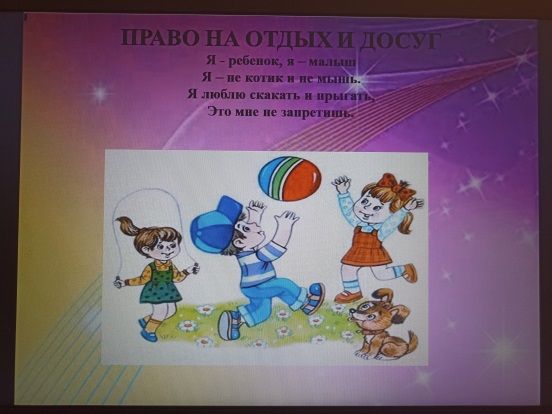 ПРАВО НА ОТДЫХ И ДОСУГ
Я - ребенок, я – малыш
Я – не котик и не мышь.
Я люблю скакать и прыгать,
Это мне не запретишь.